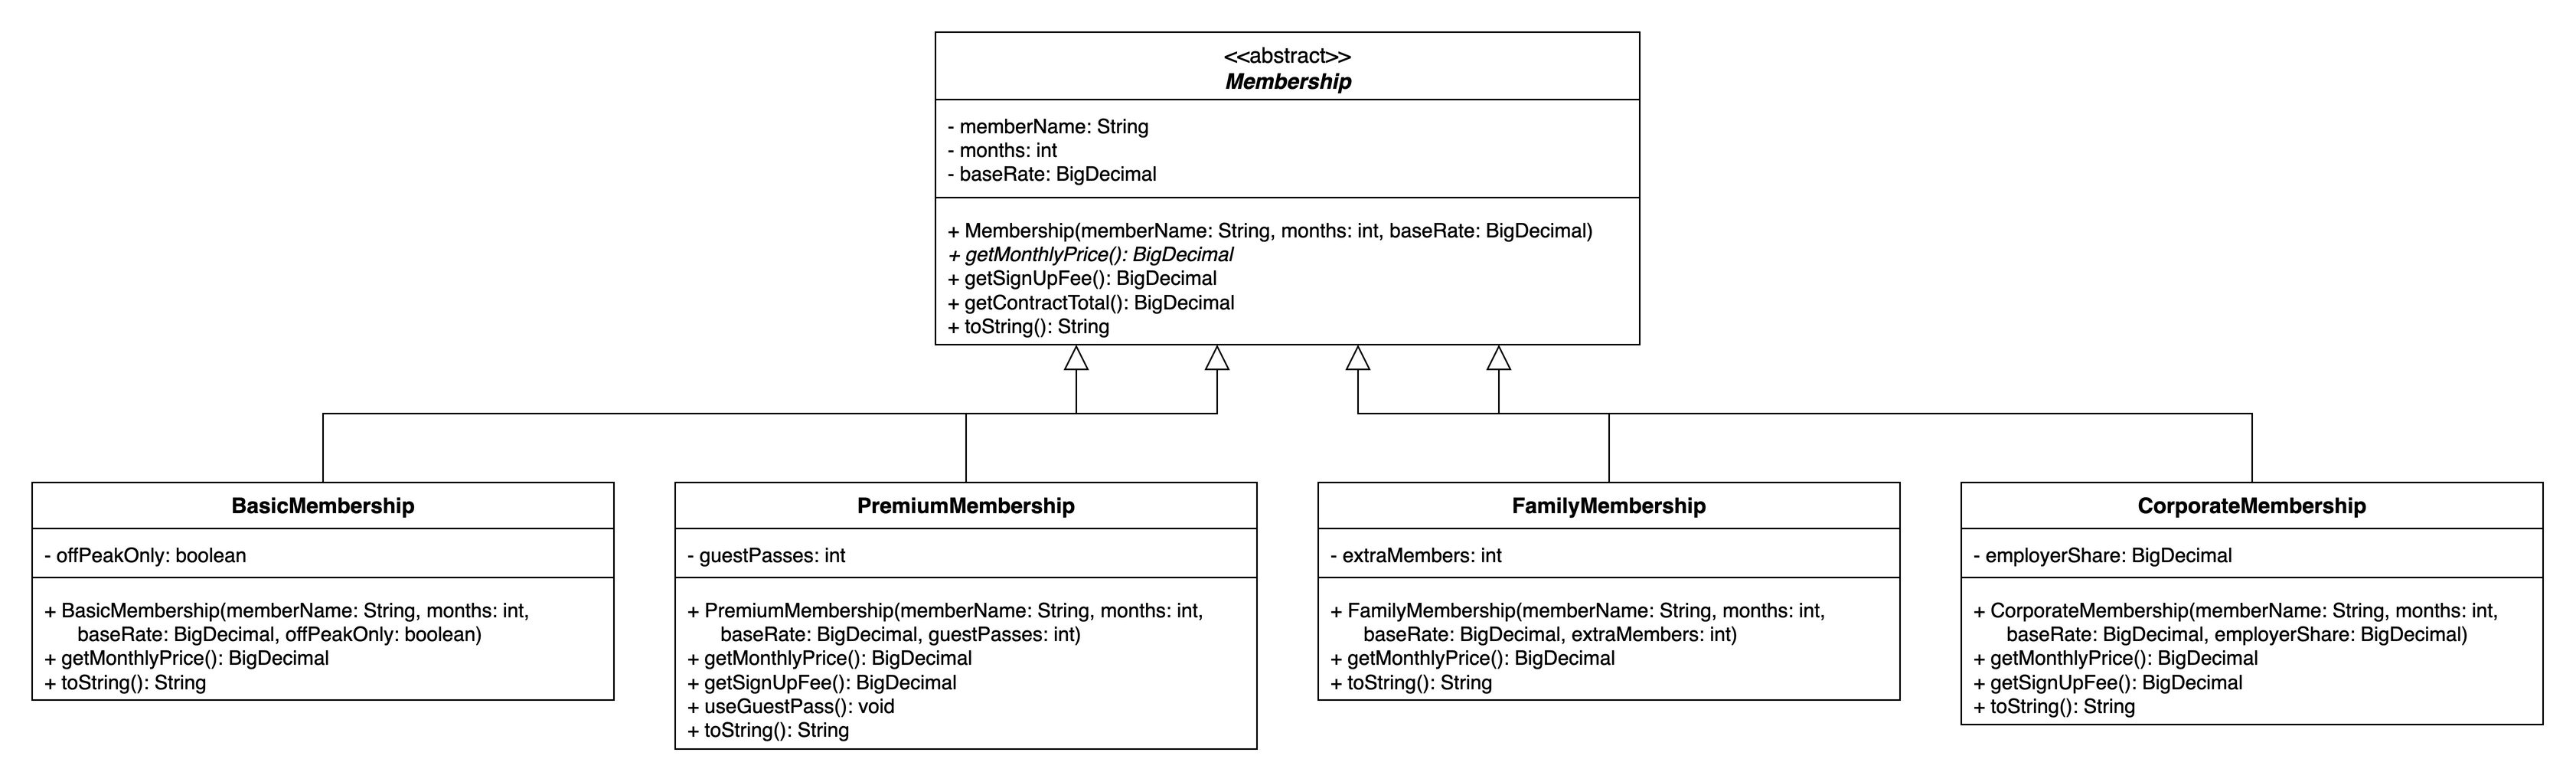 <<abstract>>
Membership
- memberName: String
- months: int
- baseRate: BigDecimal
+ Membership(memberName: String, months: int, baseRate: BigDecimal)
+ getMonthlyPrice(): BigDecimal
+ getSignUpFee(): BigDecimal
+ getContractTotal(): BigDecimal
+ toString(): String
BasicMembership
- offPeakOnly: boolean
+ BasicMembership(memberName: String, months: int,
baseRate: BigDecimal, offPeakOnly: boolean)
+ getMonthlyPrice(): BigDecimal
+ toString(): String
PremiumMembership
- guestPasses: int
+ PremiumMembership(memberName: String, months: int,
baseRate: BigDecimal, guestPasses: int)
+ getMonthlyPrice(): BigDecimal
+ getSignUpFee(): BigDecimal
+ useGuestPass(): void
+ toString(): String
FamilyMembership
- extraMembers: int
+ FamilyMembership(memberName: String, months: int,
baseRate: BigDecimal, extraMembers: int)
+ getMonthlyPrice(): BigDecimal
+ toString(): String
CorporateMembership
- employerShare: BigDecimal
+ CorporateMembership(memberName: String, months: int,
baseRate: BigDecimal, employerShare: BigDecimal)
+ getMonthlyPrice(): BigDecimal
+ getSignUpFee(): BigDecimal
+ toString(): String